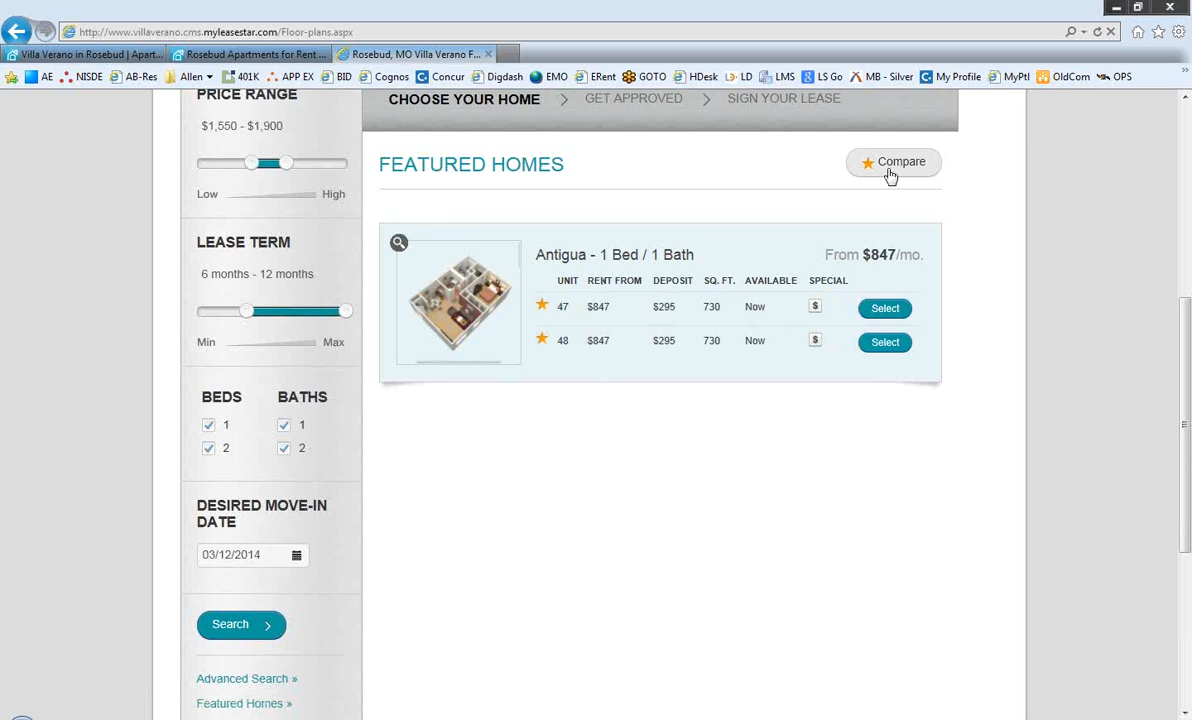 http://www.villaverano.cms.myleasestar.com/Floor-plans.aspx
Villa Verano in Rosebud | Apart...
Rosebud Apartments for Rent ...
Rosebud, MO Villa Verano F...
AE NISDE AB-Res Allen 401K APP EX BID Cognos Concur Digdash EMO ERent GOTO HDesk LD LMS LS Go MB - Silver My Profile MyPtl OldCom OPS
PRICE RANGE
$1,550 - $1,900
Low High
LEASE TERM
6 months - 12 months
Min Max
BEDS BATHS
1 1
2 2
DESIRED MOVE-IN
DATE
03/12/2014
Search
Advanced Search »
Featured Homes »
CHOOSE YOUR HOME GET APPROVED SIGN YOUR LEASE
FEATURED HOMES
Compare
Antigua - 1 Bed / 1 Bath From $847/mo.
UNIT RENT FROM DEPOSIT SQ. FT. AVAILABLE SPECIAL
47 $847 $295 730 Now $ Select
48 $847 $295 730 Now $ Select